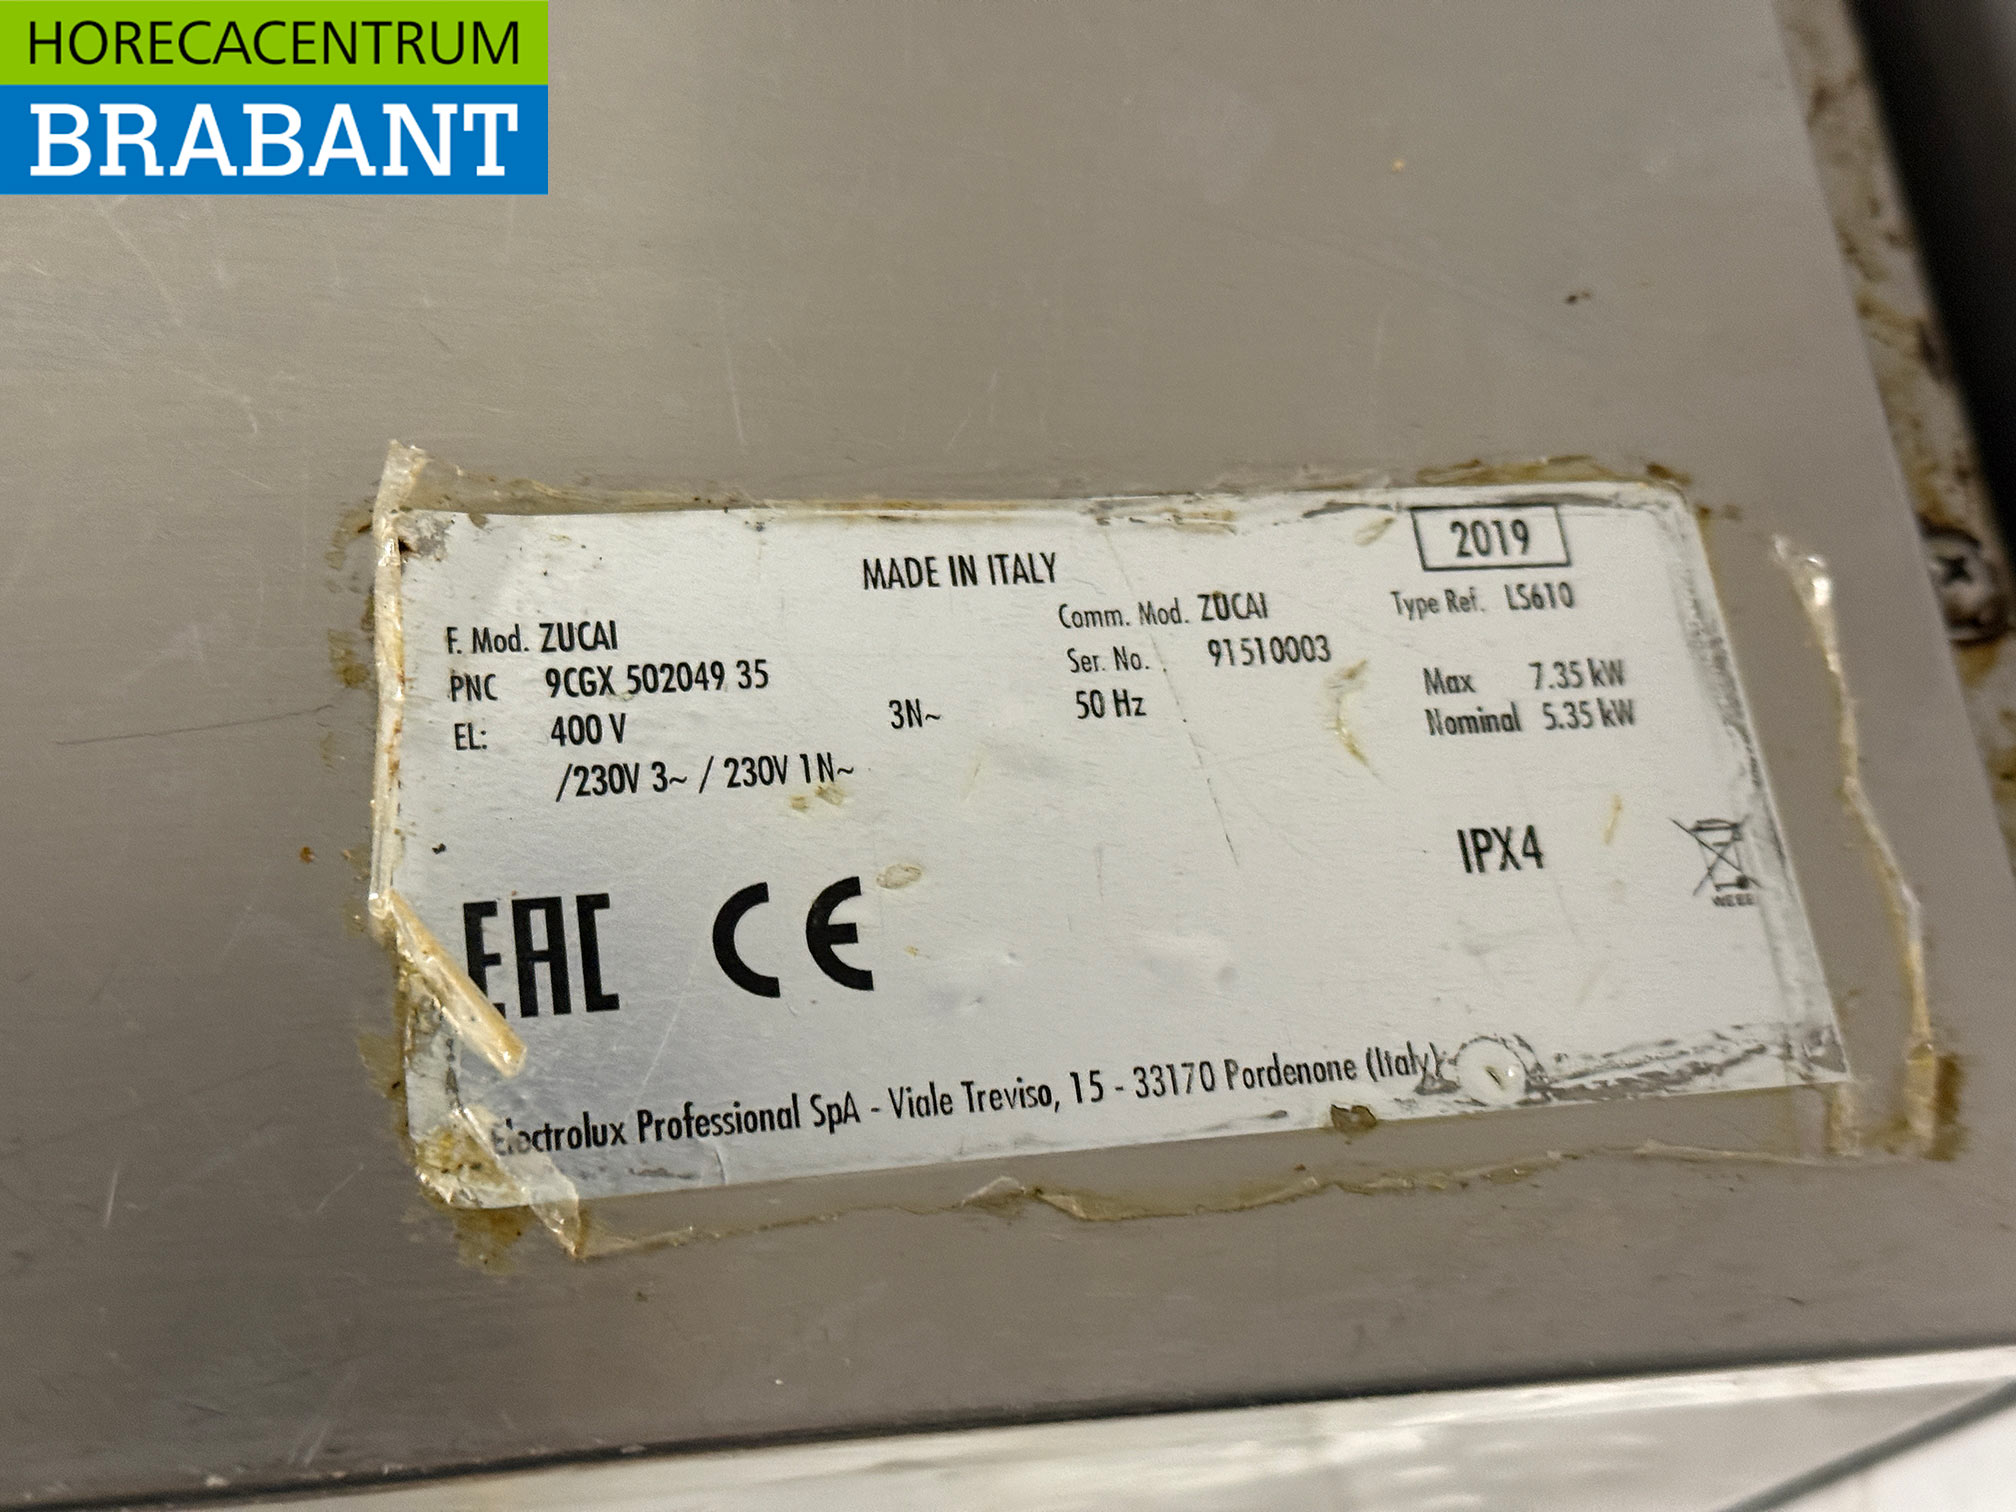 HORECACENTRUM
BRABANT
2019
MADE IN ITALY
F. Mod. ZUCAI Comm. Mod. ZUCAI Type Ref. LS610
PNC 9CGX 502049 35 Ser. No. 91510003
EL: 400 V 3N~ 50 Hz Max 7.35 kW
Nominal 5.35 kW
/230V 3~ / 230V 1N~
IPX4
WEEE
EAC CE
Electrolux Professional SpA - Viale Treviso, 15 - 33170 Pordenone (Italy)